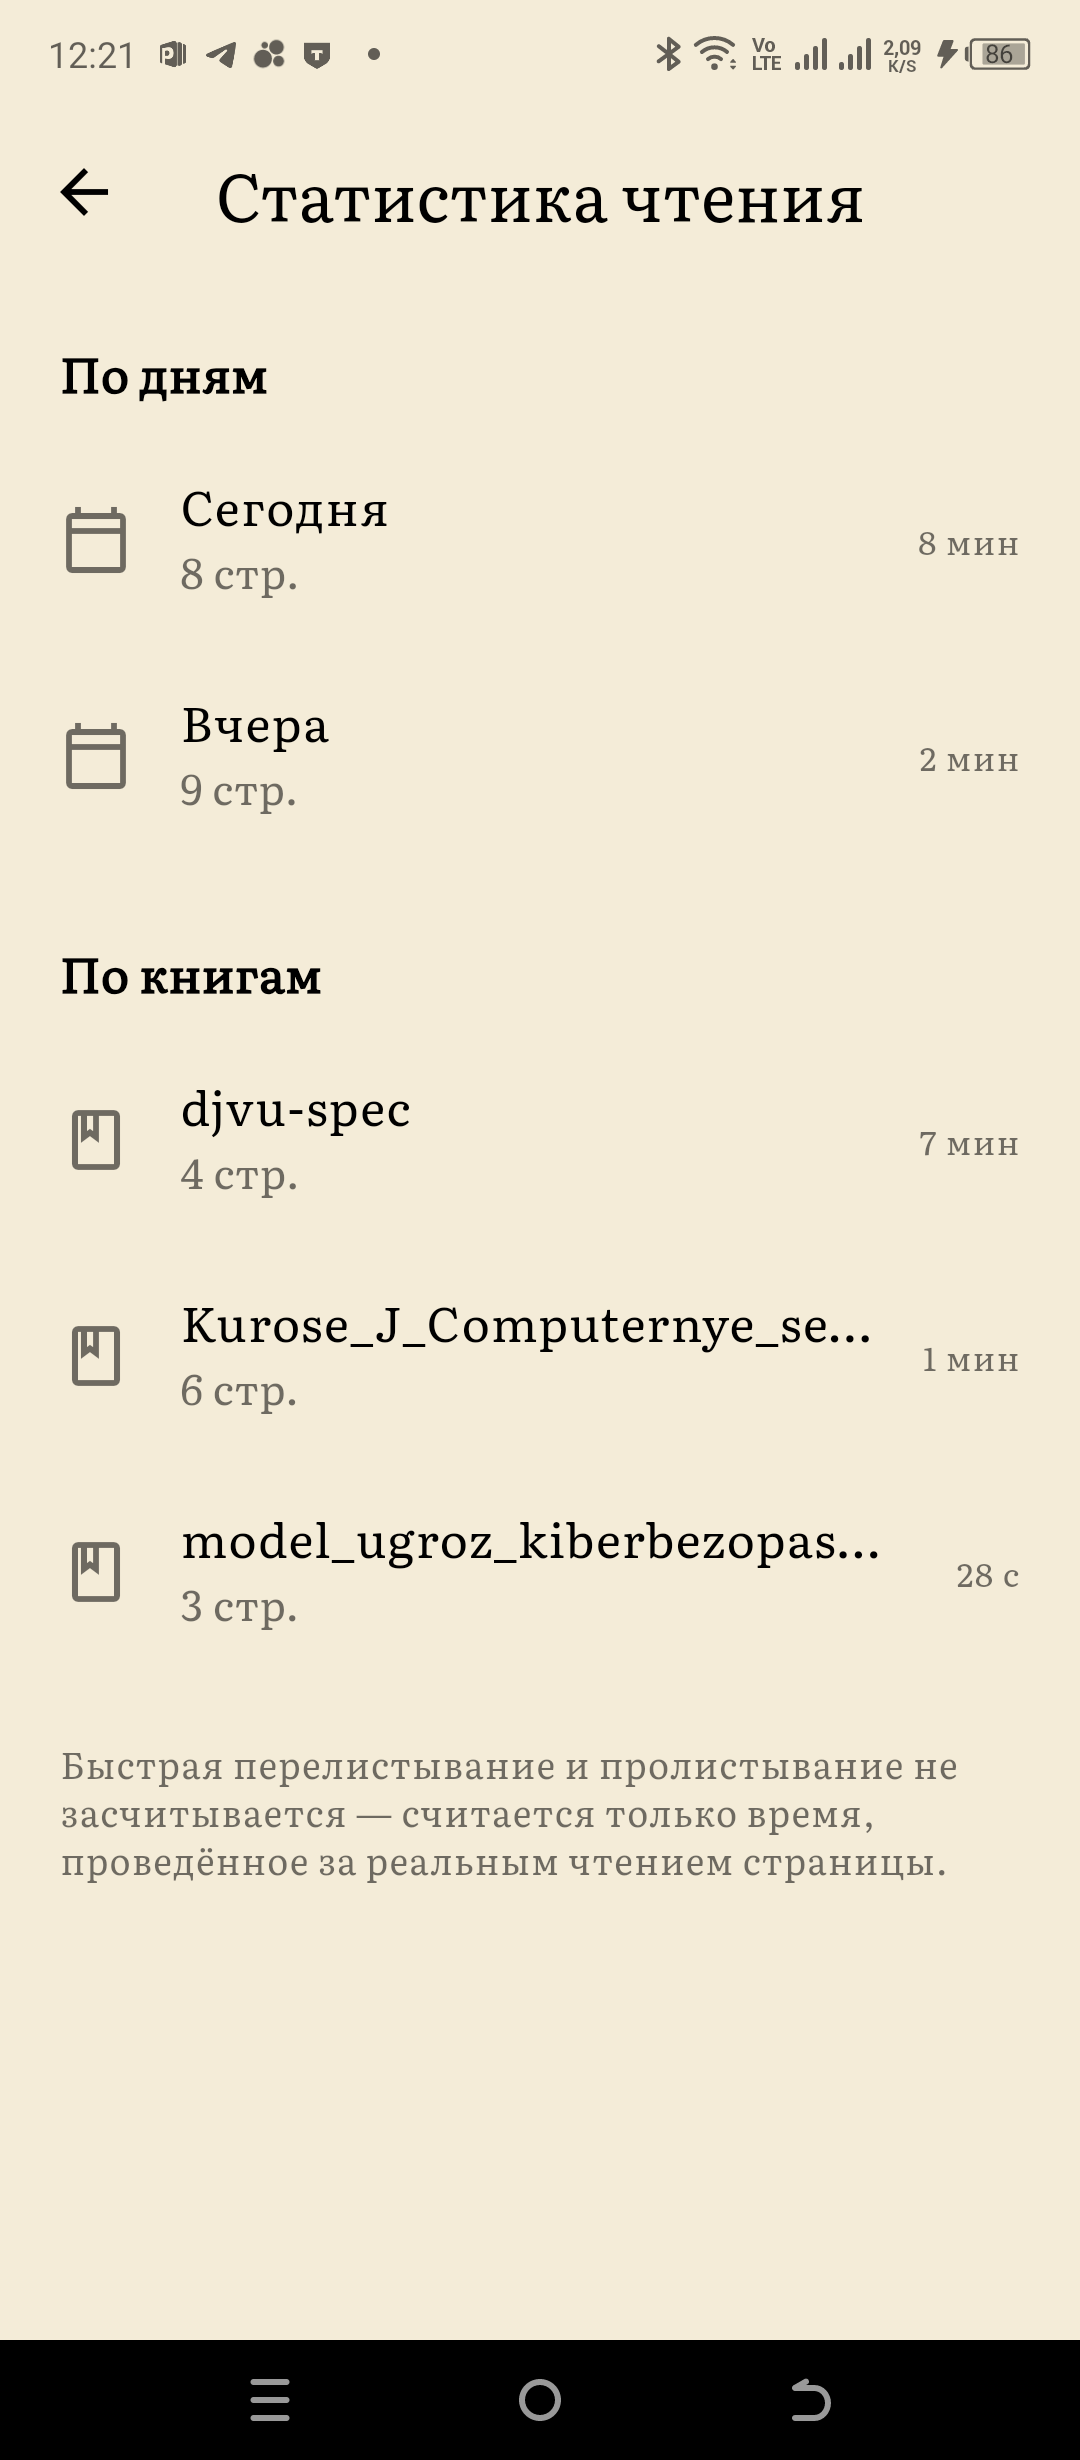 12:21
Vo LTE 2,09 K/S 86
Статистика чтения
По дням
Сегодня
8 стр.
8 мин
Вчера
9 стр.
2 мин
По книгам
djvu-spec
4 стр.
7 мин
Kurose_J_Computernye_se...
6 стр.
1 мин
model_ugroz_kiberbezopas...
3 стр.
28 с
Быстрая перелистывание и пролистывание не
засчитывается — считается только время,
проведённое за реальным чтением страницы.